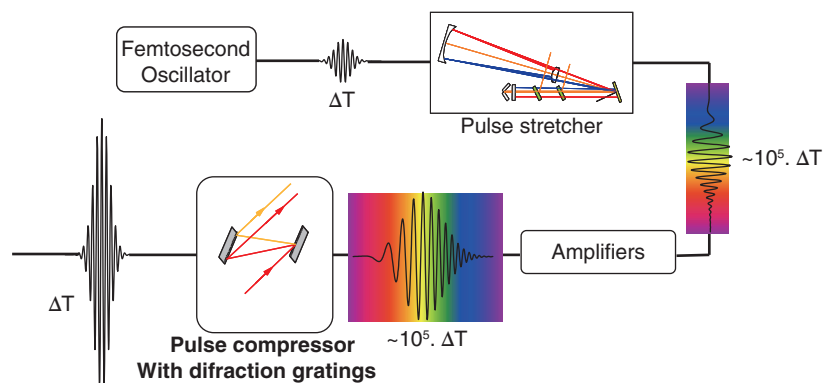 Femtosecond
Oscillator
ΔT
Pulse stretcher
~10⁵. ΔT
Amplifiers
~10⁵. ΔT
Pulse compressor
With difraction gratings
ΔT